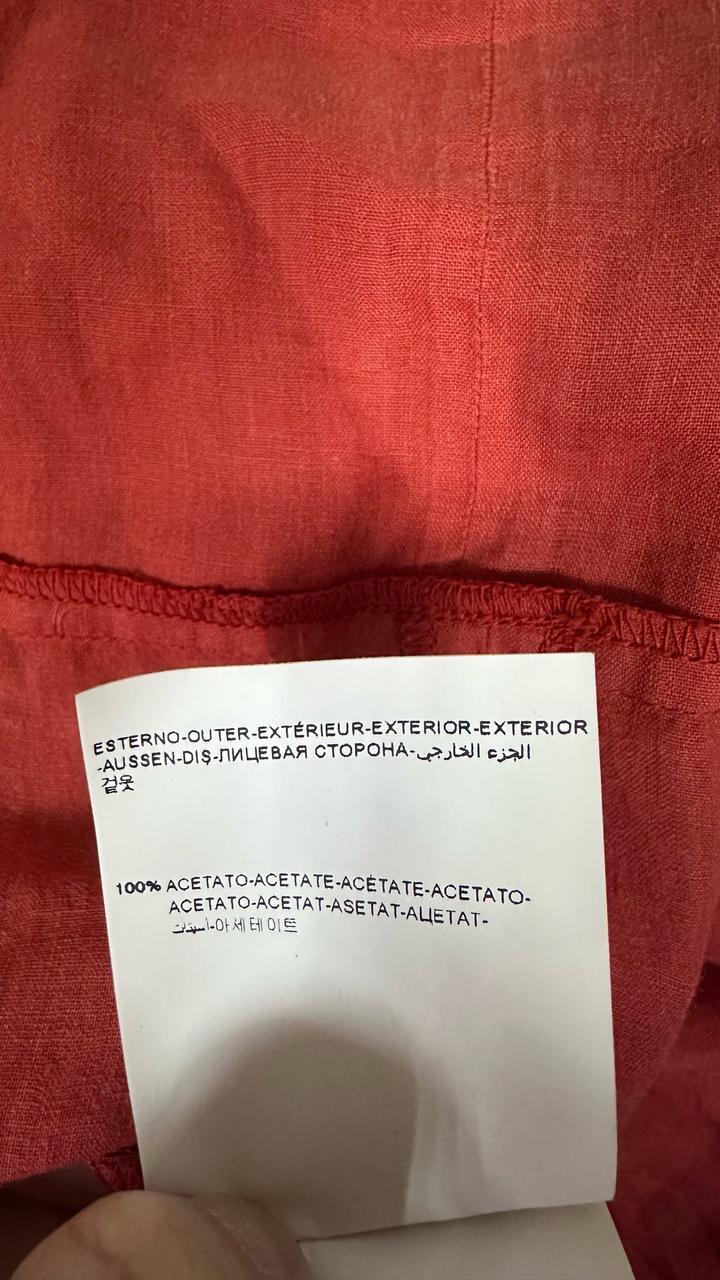 ESTERNO-OUTER-EXTÉRIEUR-EXTERIOR-EXTERIOR
-AUSSEN-DIŞ-ЛИЦЕВАЯ СТОРОНА-الجزء الخارجي
겉옷
100% ACETATO-ACETATE-ACÉTATE-ACETATO-
ACETATO-ACETAT-ASETAT-АЦЕТАТ-
أسيتات-아세테이트